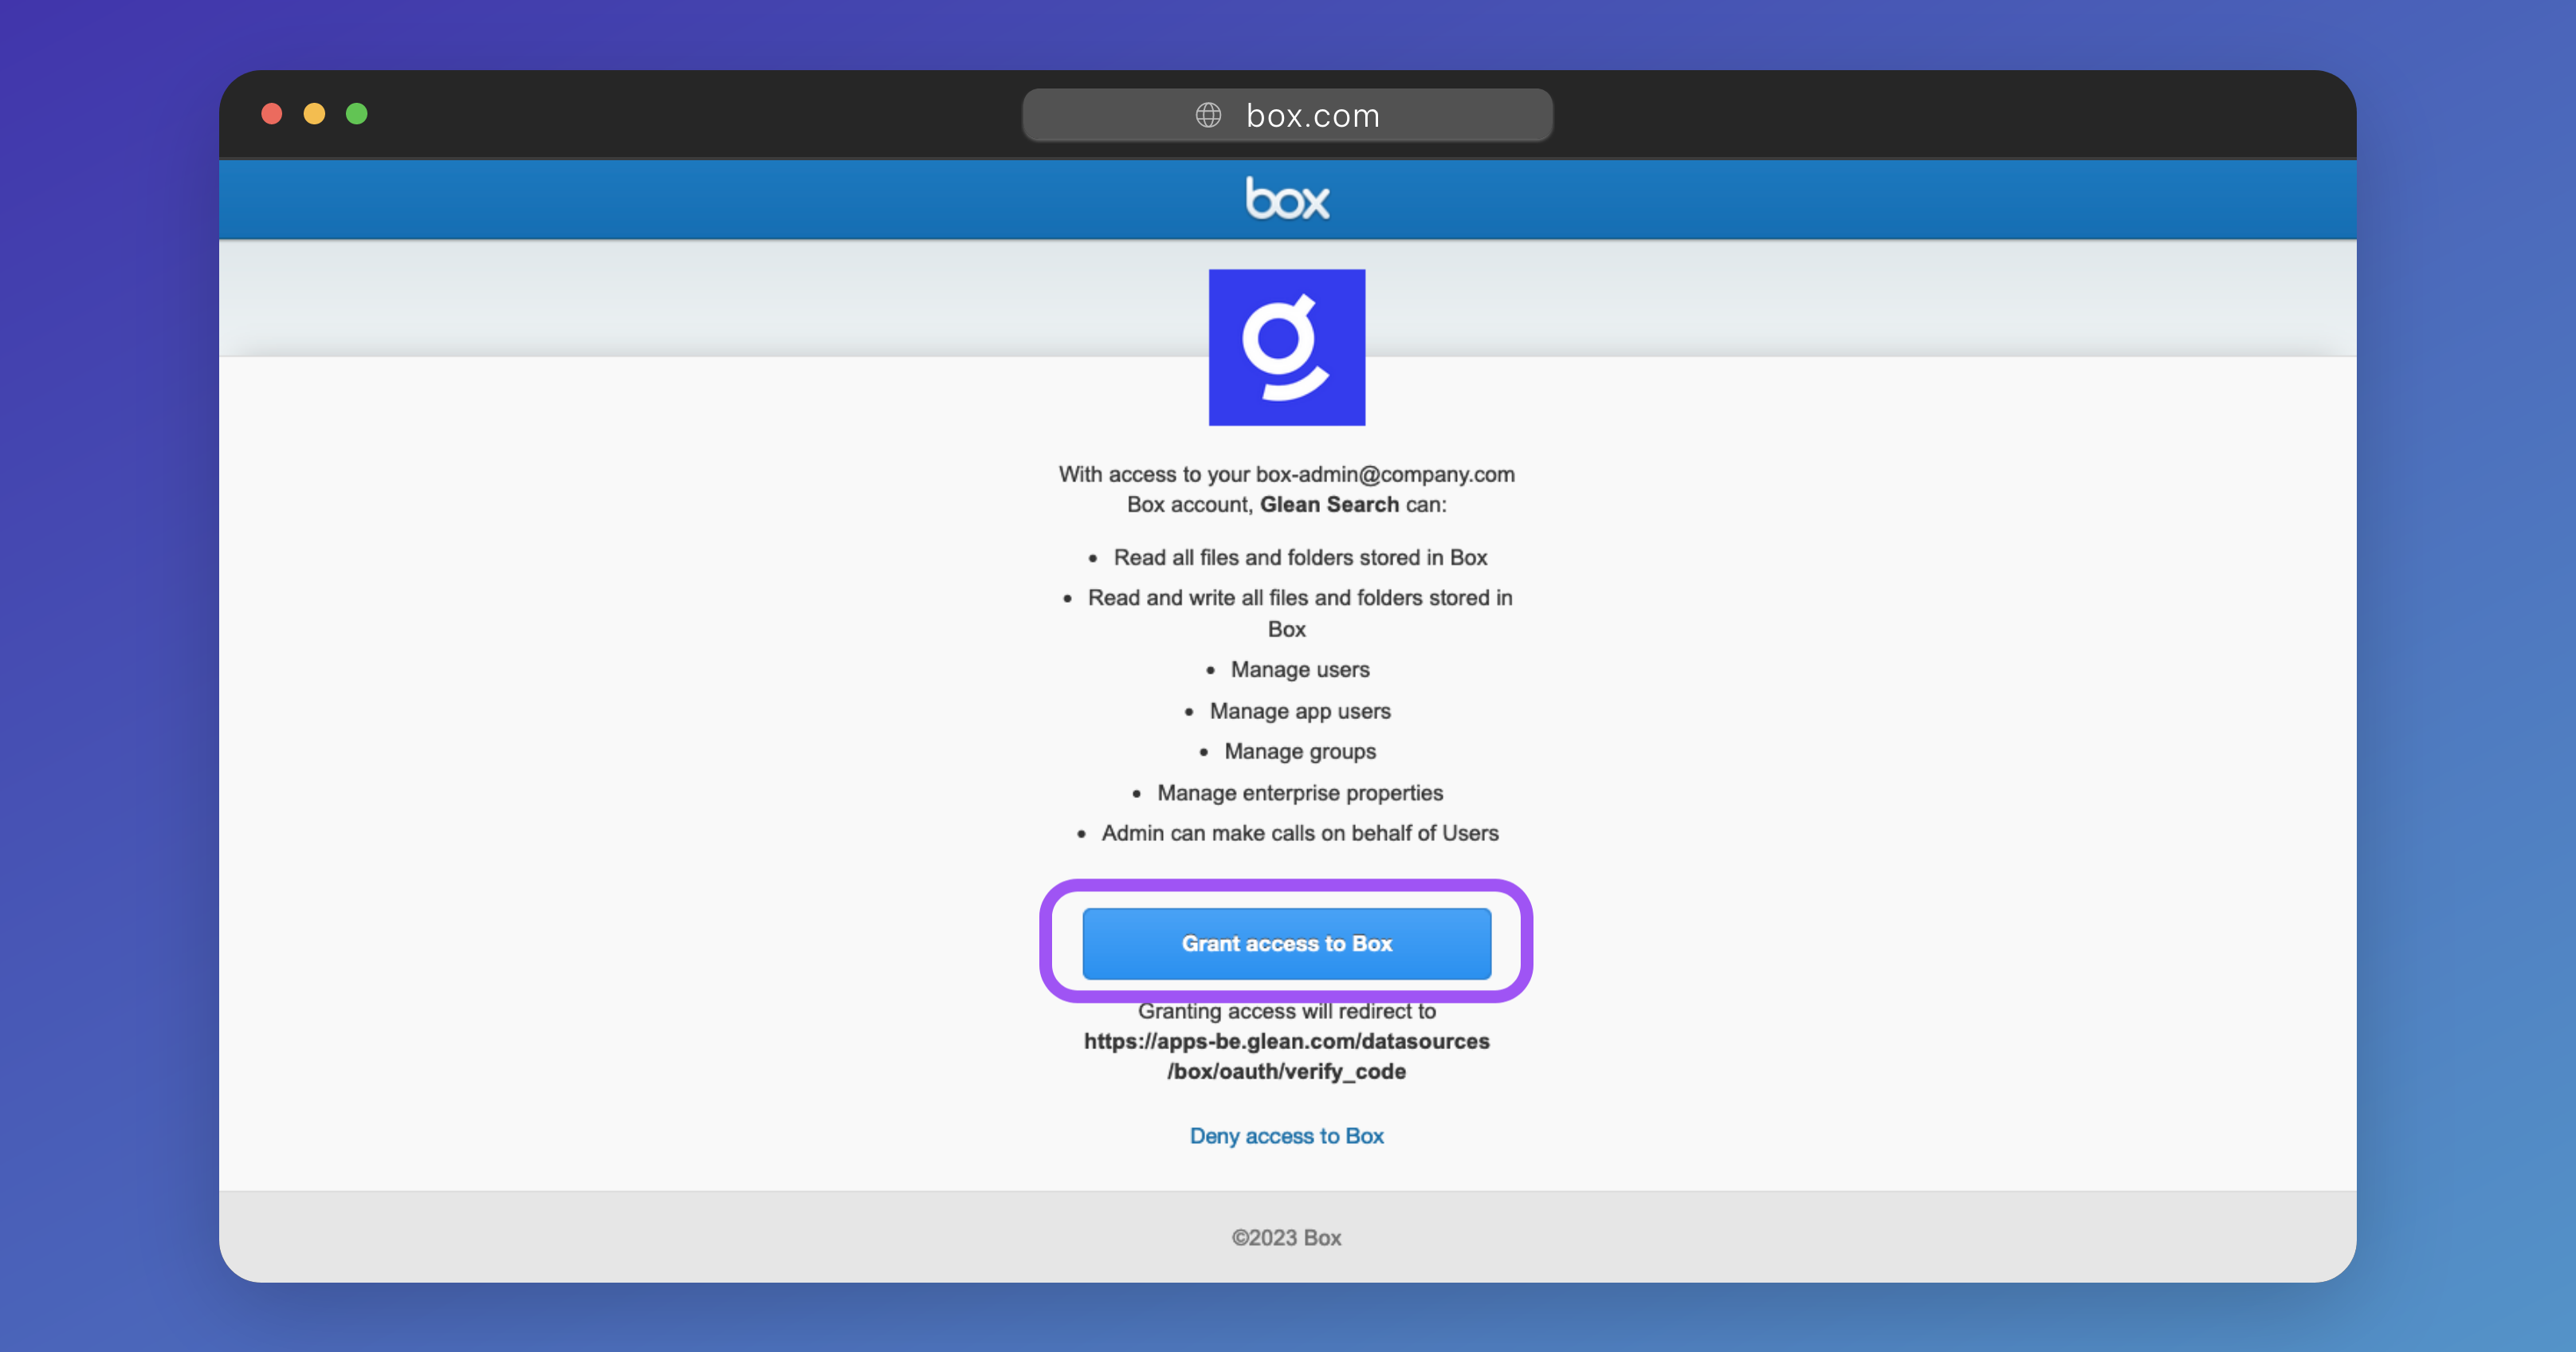 box.com
box
g
With access to your box-admin@company.com
Box account, Glean Search can:
• Read all files and folders stored in Box
• Read and write all files and folders stored in
Box
• Manage users
• Manage app users
• Manage groups
• Manage enterprise properties
• Admin can make calls on behalf of Users
Grant access to Box
Granting access will redirect to
https://apps-be.glean.com/datasources
/box/oauth/verify_code
Deny access to Box
©2023 Box